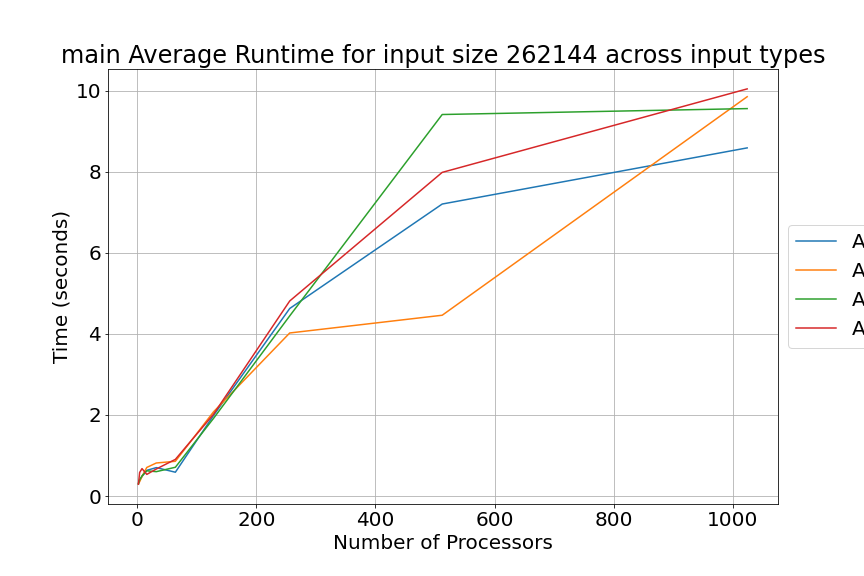 main Average Runtime for input size 262144 across input types
10
8
6
4
2
0
Time (seconds)
0 200 400 600 800 1000
Number of Processors
A
A
A
A